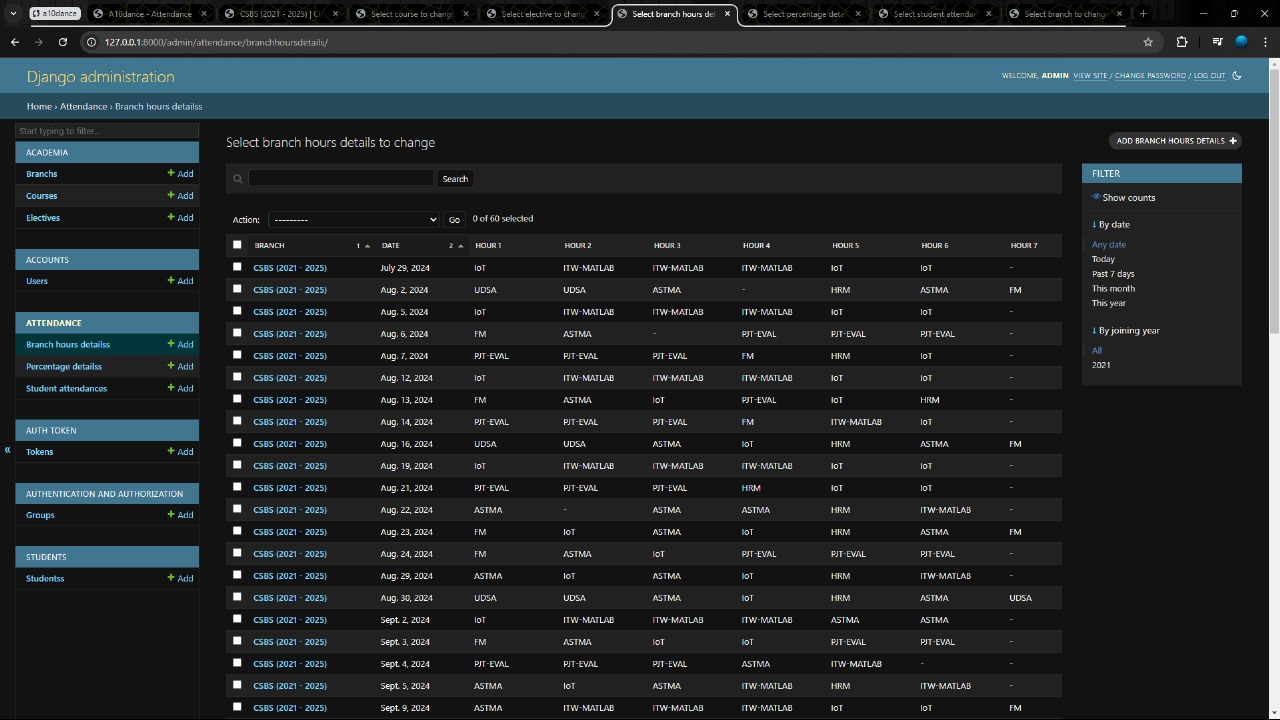 a10dance
A10dance - Attendance
CSBS (2021 - 2025) | Cl
Select course to chang
Select elective to chan
Select branch hours det
Select percentage det
Select student attendan
Select branch to chang
127.0.0.1:8000/admin/attendance/branchhoursdetails/
Django administration
WELCOME, ADMIN. VIEW SITE / CHANGE PASSWORD / LOG OUT
Home › Attendance › Branch hours detailss
Start typing to filter...
ACADEMIA
Branchs + Add
Courses + Add
Electives + Add
ACCOUNTS
Users + Add
ATTENDANCE
Branch hours detailss + Add
Percentage detailss + Add
Student attendances + Add
AUTH TOKEN
Tokens + Add
AUTHENTICATION AND AUTHORIZATION
Groups + Add
STUDENTS
Studentss + Add
«
Select branch hours details to change
ADD BRANCH HOURS DETAILS +
Search
Action: --------- Go 0 of 60 selected
BRANCH 1 DATE 2 HOUR 1 HOUR 2 HOUR 3 HOUR 4 HOUR 5 HOUR 6 HOUR 7
CSBS (2021 - 2025) July 29, 2024 IoT ITW-MATLAB ITW-MATLAB ITW-MATLAB IoT IoT -
CSBS (2021 - 2025) Aug. 2, 2024 UDSA UDSA ASTMA - HRM ASTMA FM
CSBS (2021 - 2025) Aug. 5, 2024 IoT ITW-MATLAB ITW-MATLAB ITW-MATLAB IoT IoT -
CSBS (2021 - 2025) Aug. 6, 2024 FM ASTMA - PJT-EVAL PJT-EVAL PJT-EVAL -
CSBS (2021 - 2025) Aug. 7, 2024 PJT-EVAL PJT-EVAL PJT-EVAL FM HRM IoT -
CSBS (2021 - 2025) Aug. 12, 2024 IoT ITW-MATLAB ITW-MATLAB ITW-MATLAB IoT IoT -
CSBS (2021 - 2025) Aug. 13, 2024 FM ASTMA IoT PJT-EVAL IoT HRM -
CSBS (2021 - 2025) Aug. 14, 2024 PJT-EVAL PJT-EVAL PJT-EVAL FM ITW-MATLAB IoT -
CSBS (2021 - 2025) Aug. 16, 2024 UDSA UDSA ASTMA IoT HRM ASTMA FM
CSBS (2021 - 2025) Aug. 19, 2024 IoT ITW-MATLAB ITW-MATLAB ITW-MATLAB IoT IoT -
CSBS (2021 - 2025) Aug. 21, 2024 PJT-EVAL PJT-EVAL PJT-EVAL HRM IoT IoT -
CSBS (2021 - 2025) Aug. 22, 2024 ASTMA - ASTMA ASTMA HRM ITW-MATLAB -
CSBS (2021 - 2025) Aug. 23, 2024 FM IoT ASTMA IoT HRM ASTMA FM
CSBS (2021 - 2025) Aug. 24, 2024 FM ASTMA IoT PJT-EVAL PJT-EVAL PJT-EVAL -
CSBS (2021 - 2025) Aug. 29, 2024 ASTMA IoT ASTMA IoT HRM ITW-MATLAB -
CSBS (2021 - 2025) Aug. 30, 2024 UDSA UDSA ASTMA IoT HRM ASTMA UDSA
CSBS (2021 - 2025) Sept. 2, 2024 IoT ITW-MATLAB ITW-MATLAB ITW-MATLAB ASTMA ASTMA -
CSBS (2021 - 2025) Sept. 3, 2024 FM ASTMA IoT IoT PJT-EVAL PJT-EVAL -
CSBS (2021 - 2025) Sept. 4, 2024 PJT-EVAL PJT-EVAL PJT-EVAL ASTMA ITW-MATLAB - -
CSBS (2021 - 2025) Sept. 5, 2024 ASTMA IoT ASTMA ITW-MATLAB HRM ITW-MATLAB -
CSBS (2021 - 2025) Sept. 9, 2024 ASTMA ITW-MATLAB ITW-MATLAB ITW-MATLAB IoT IoT FM
FILTER
Show counts
↓ By date
Any date
Today
Past 7 days
This month
This year
↓ By joining year
All
2021